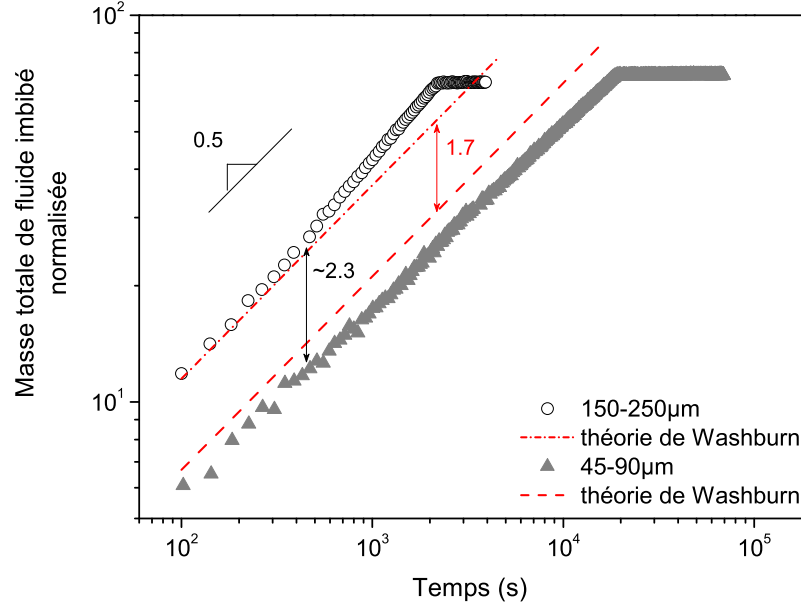 10²
Masse totale de fluide imbibé
normalisée
0.5
1.7
~2.3
10¹
150-250µm
théorie de Washburn
45-90µm
théorie de Washburn
10² 10³ 10⁴ 10⁵
Temps (s)